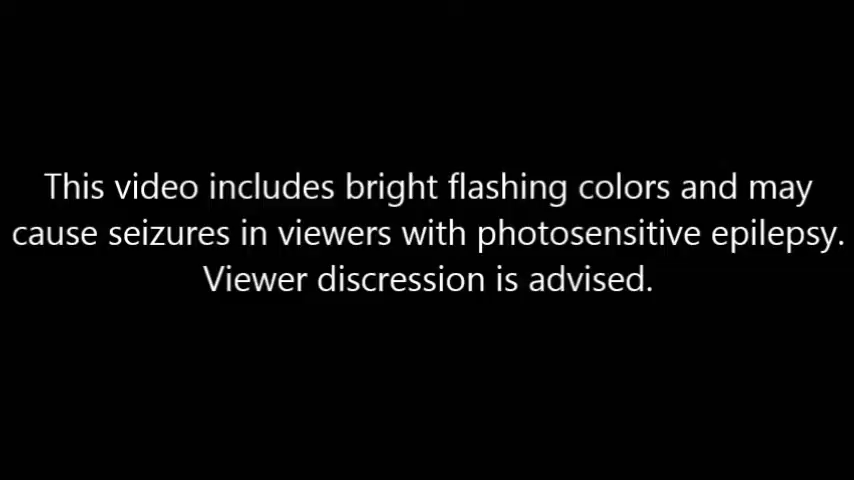 This video includes bright flashing colors and may
cause seizures in viewers with photosensitive epilepsy.
Viewer discression is advised.